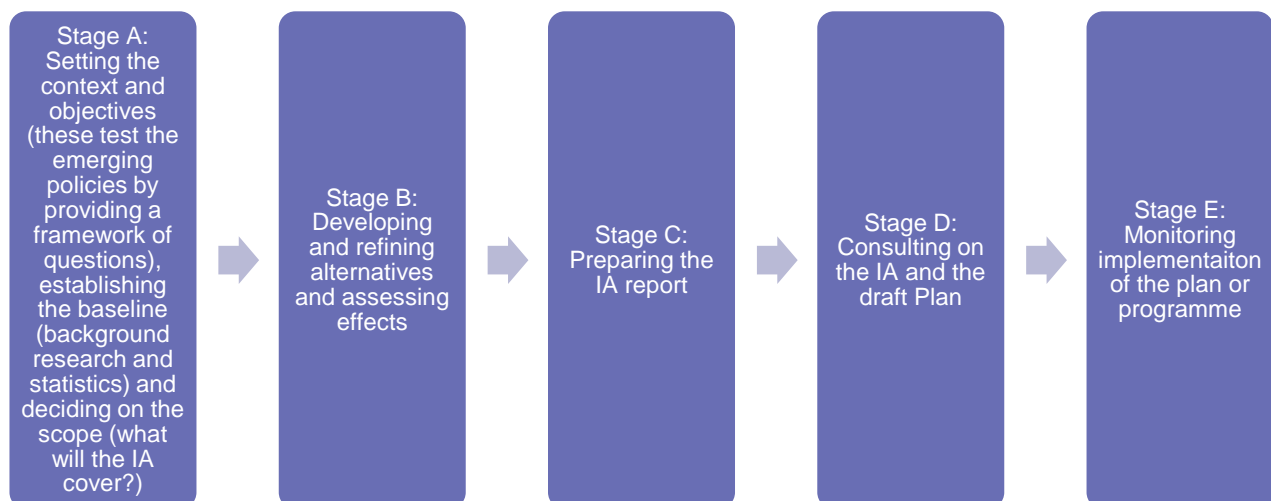 Stage A:
Setting the
context and
objectives
(these test the
emerging
policies by
providing a
framework of
questions),
establishing
the baseline
(background
research and
statistics) and
deciding on the
scope (what
will the IA
cover?)
Stage B:
Developing
and refining
alternatives
and assessing
effects
Stage C:
Preparing the
IA report
Stage D:
Consulting on
the IA and the
draft Plan
Stage E:
Monitoring
implementaiton
of the plan or
programme